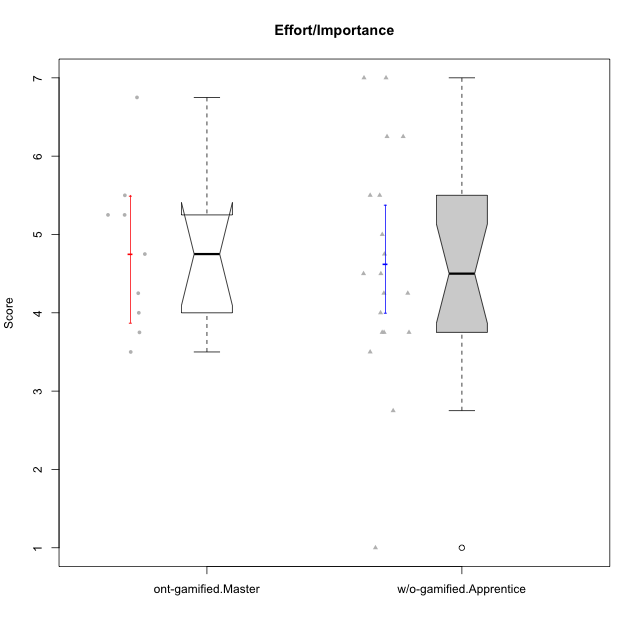 Effort/Importance
7
6
5
4
3
2
1
Score
ont-gamified.Master
w/o-gamified.Apprentice